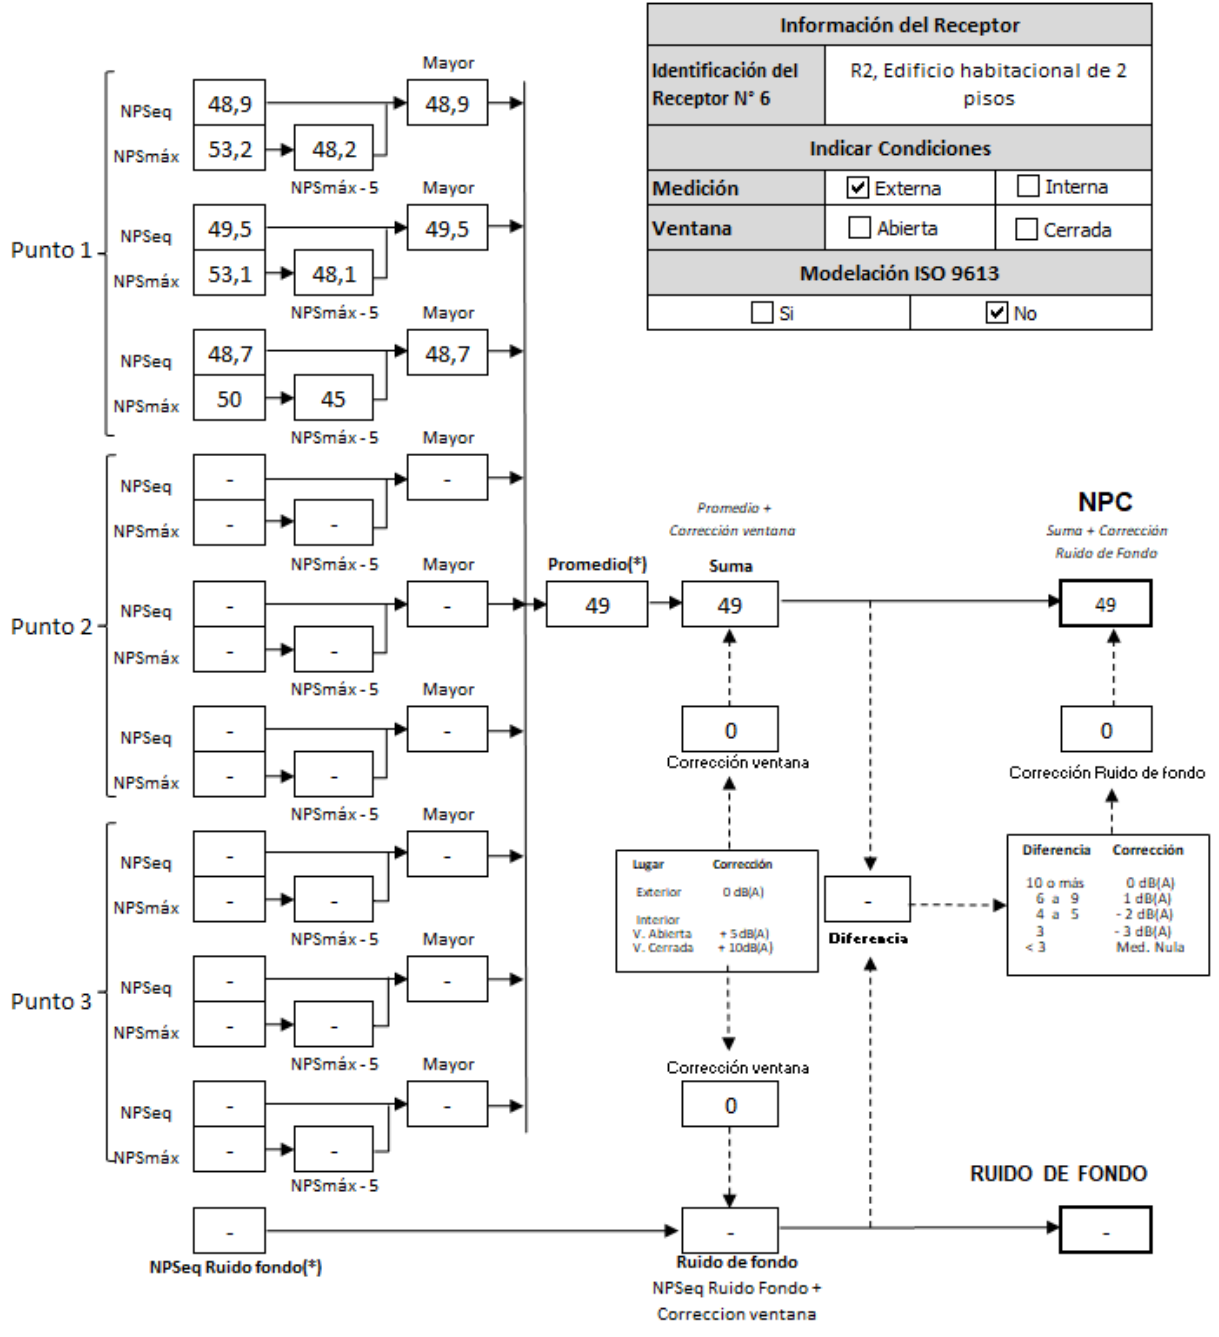 Información del Receptor
Identificación del
Receptor N° 6
R2, Edificio habitacional de 2
pisos
Indicar Condiciones
Medición
Externa
Interna
Ventana
Abierta
Cerrada
Modelación ISO 9613
Si
No
Punto 1
Mayor
NPSeq
48,9
48,9
NPSmáx
53,2
48,2
NPSmáx - 5
Mayor
NPSeq
49,5
49,5
NPSmáx
53,1
48,1
NPSmáx - 5
Mayor
NPSeq
48,7
48,7
NPSmáx
50
45
NPSmáx - 5
Punto 2
Mayor
NPSeq
-
-
NPSmáx
-
-
NPSmáx - 5
Mayor
NPSeq
-
-
NPSmáx
-
-
NPSmáx - 5
Mayor
NPSeq
-
-
NPSmáx
-
-
NPSmáx - 5
Punto 3
Mayor
NPSeq
-
-
NPSmáx
-
-
NPSmáx - 5
Mayor
NPSeq
-
-
NPSmáx
-
-
NPSmáx - 5
Mayor
NPSeq
-
-
NPSmáx
-
-
NPSmáx - 5
-
NPSeq Ruido fondo(*)
Promedio(*)
49
Promedio +
Corrección ventana
Suma
49
0
Corrección ventana
Lugar Corrección
Exterior 0 dB(A)
Interior
V. Abierta + 5dB(A)
V. Cerrada + 10dB(A)
Corrección ventana
0
-
Ruido de fondo
NPSeq Ruido Fondo +
Correccion ventana
-
Diferencia
NPC
Suma + Corrección
Ruido de Fondo
49
0
Corrección Ruido de fondo
Diferencia Corrección
10 o más 0 dB(A)
6 a 9 1 dB(A)
4 a 5 - 2 dB(A)
3 - 3 dB(A)
< 3 Med. Nula
RUIDO DE FONDO
-